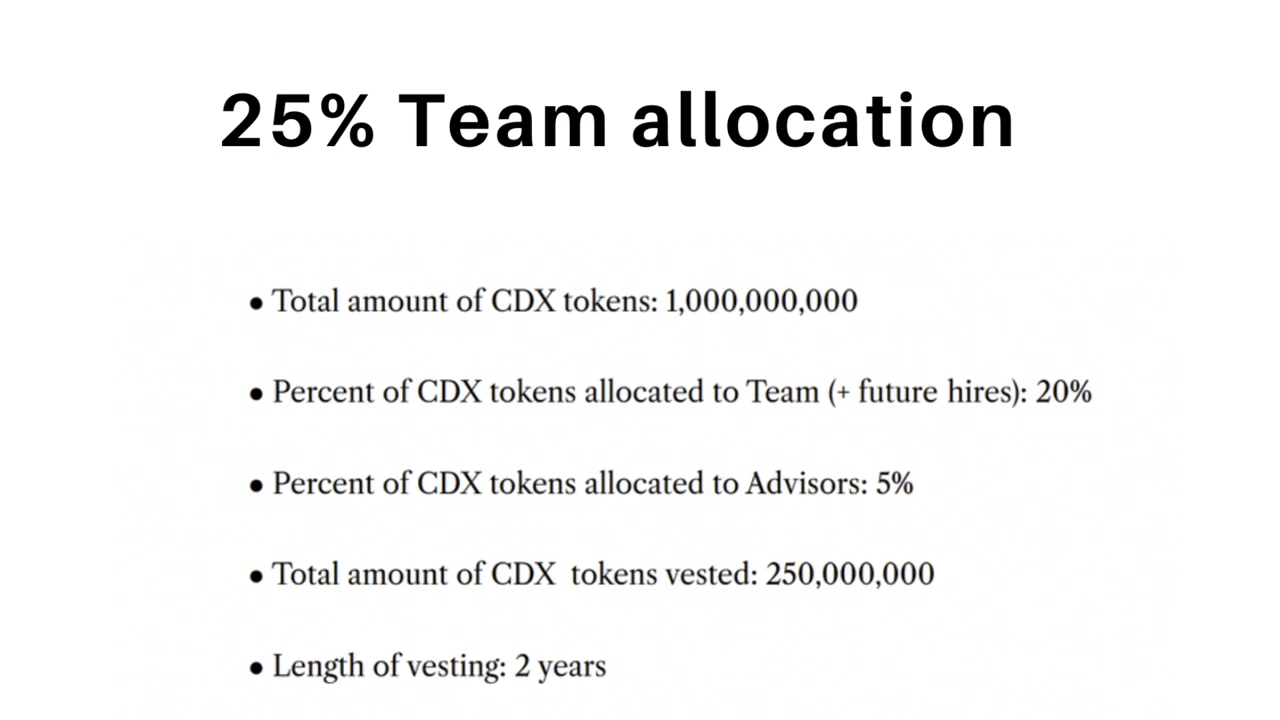 25% Team allocation
● Total amount of CDX tokens: 1,000,000,000
● Percent of CDX tokens allocated to Team (+ future hires): 20%
● Percent of CDX tokens allocated to Advisors: 5%
● Total amount of CDX  tokens vested: 250,000,000
● Length of vesting: 2 years